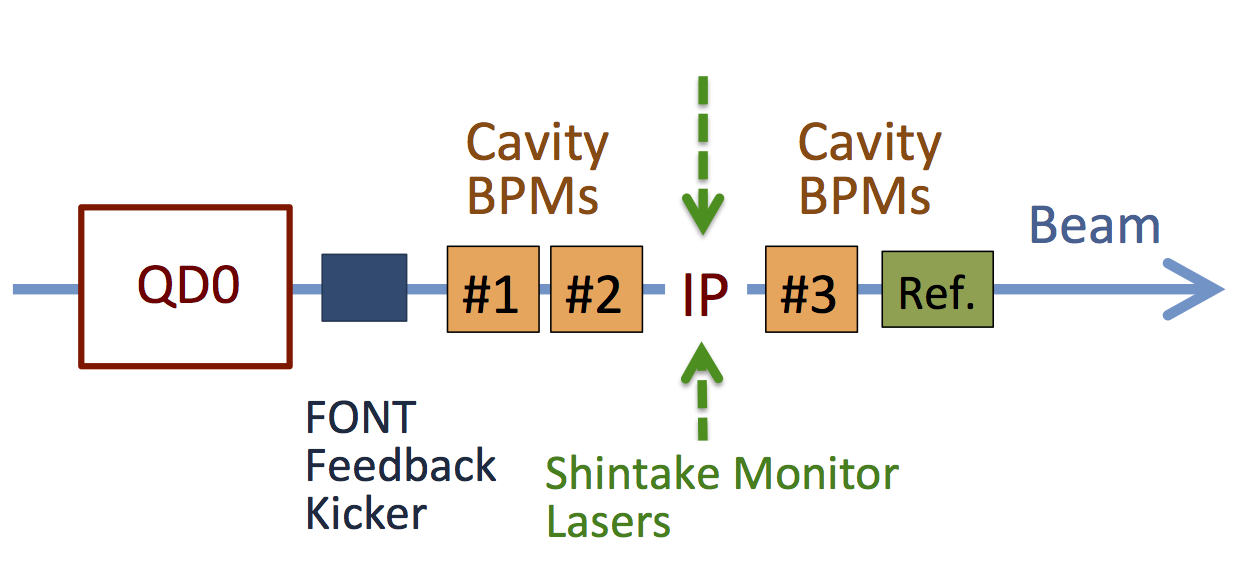 Cavity
BPMs
Cavity
BPMs
Beam
QD0
#1
#2
IP
#3
Ref.
FONT
Feedback
Kicker
Shintake Monitor
Lasers